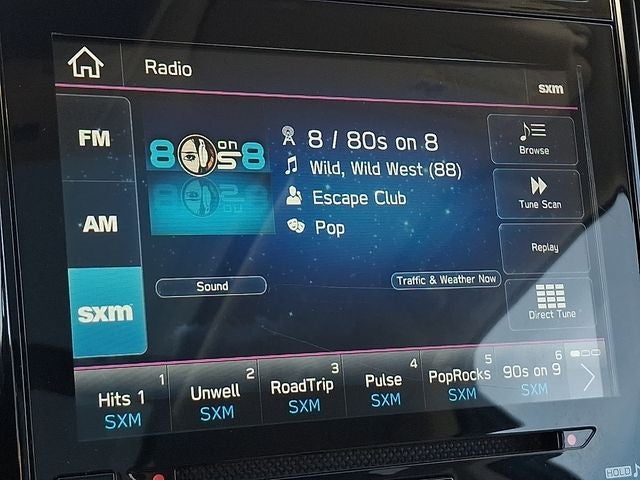 Radio
sxm
FM
AM
sxm
80s on 8
8 / 80s on 8
Wild, Wild West (88)
Escape Club
Pop
Browse
Tune Scan
Replay
Direct Tune
Sound
Traffic & Weather Now
1
Hits 1
SXM
2
Unwell
SXM
3
RoadTrip
SXM
4
Pulse
SXM
5
PopRocks
SXM
6
90s on 9
SXM
HOLD